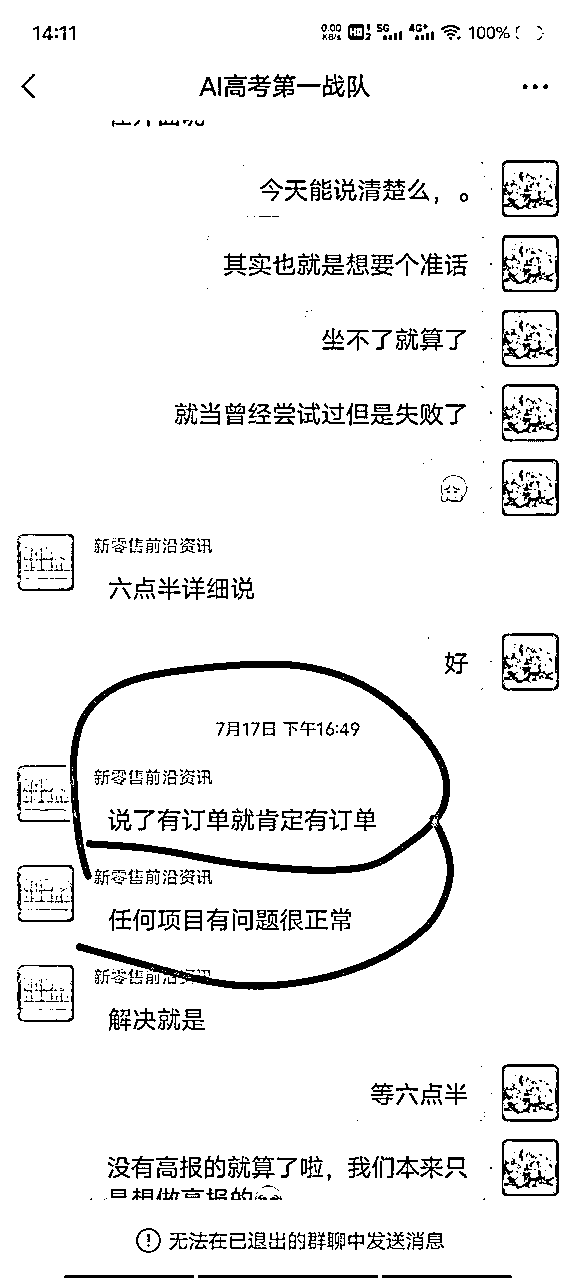 14:11
0.00 KB/s HD 1 2 5G 4G+ 100%
AI高考第一战队
今天能说清楚么，。
其实也就是想要个准话
坐不了就算了
就当曾经尝试过但是失败了
新零售前沿资讯
六点半详细说
好
7月17日 下午16:49
新零售前沿资讯
说了有订单就肯定有订单
新零售前沿资讯
任何项目有问题很正常
新零售前沿资讯
解决就是
等六点半
没有高报的就算了啦，我们本来只
是想做高报的
无法在已退出的群聊中发送消息